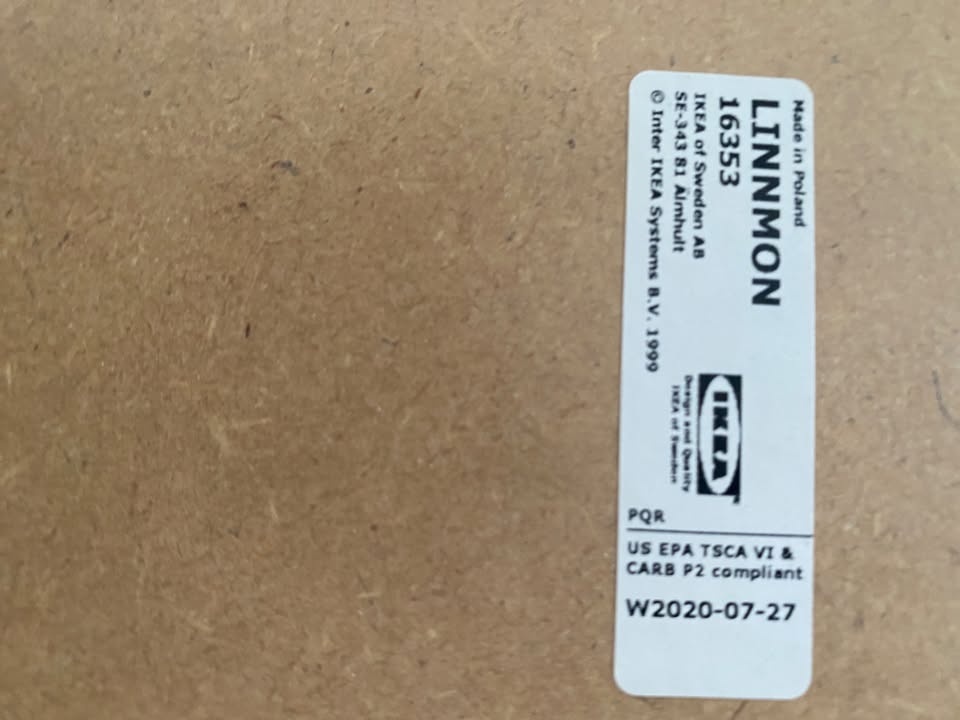 Made in Poland
LINNMON
16353
IKEA of Sweden AB
SE-343 81 Älmhult
© Inter IKEA Systems B.V. 1999
IKEA
Design and Quality
IKEA of Sweden
PQR
US EPA TSCA VI &
CARB P2 compliant
W2020-07-27